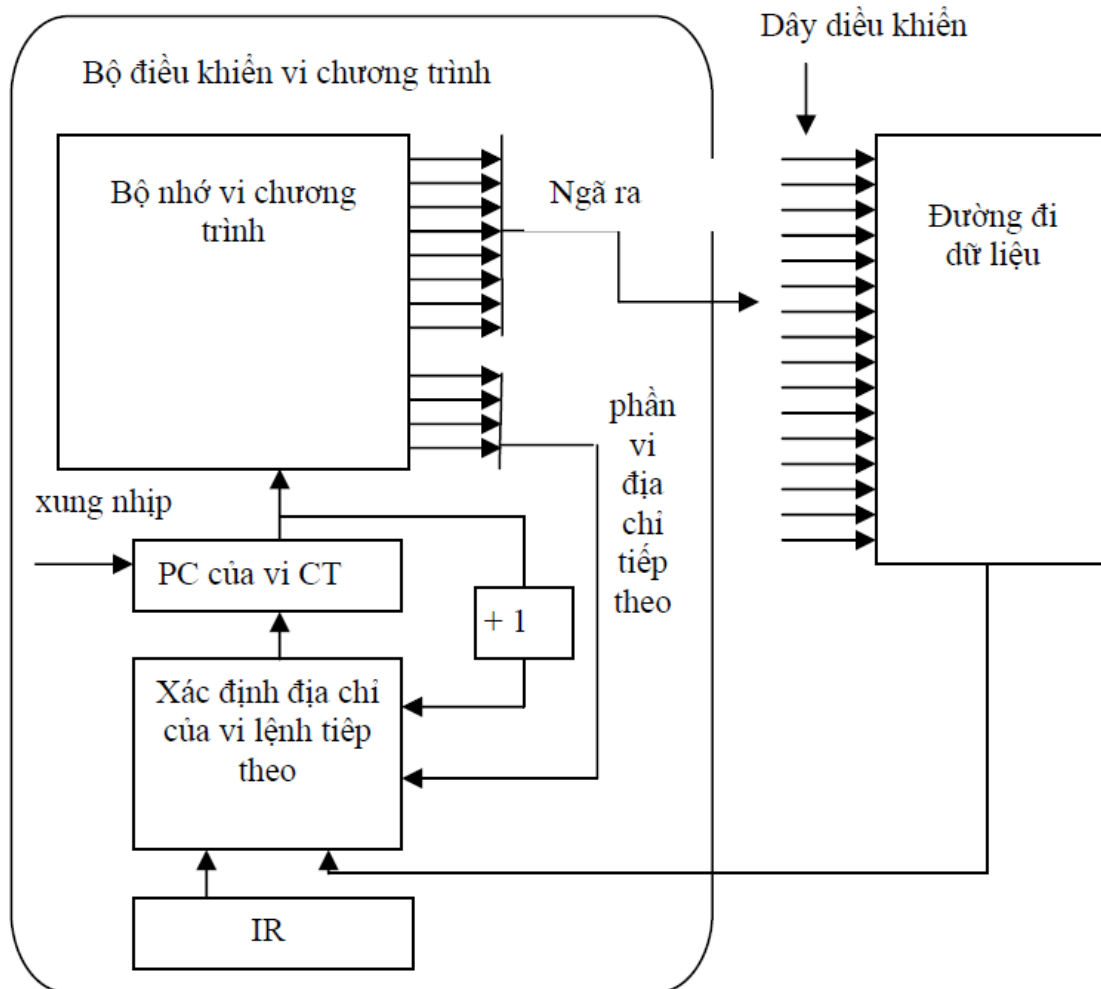 Dây diều khiển
Bộ điều khiển vi chương trình
Bộ nhớ vi chương
trình
Ngã ra
Đường đi
dữ liệu
phần
vi
địa
chỉ
tiếp
theo
xung nhịp
PC của vi CT
+ 1
Xác định địa chỉ
của vi lệnh tiêp
theo
IR